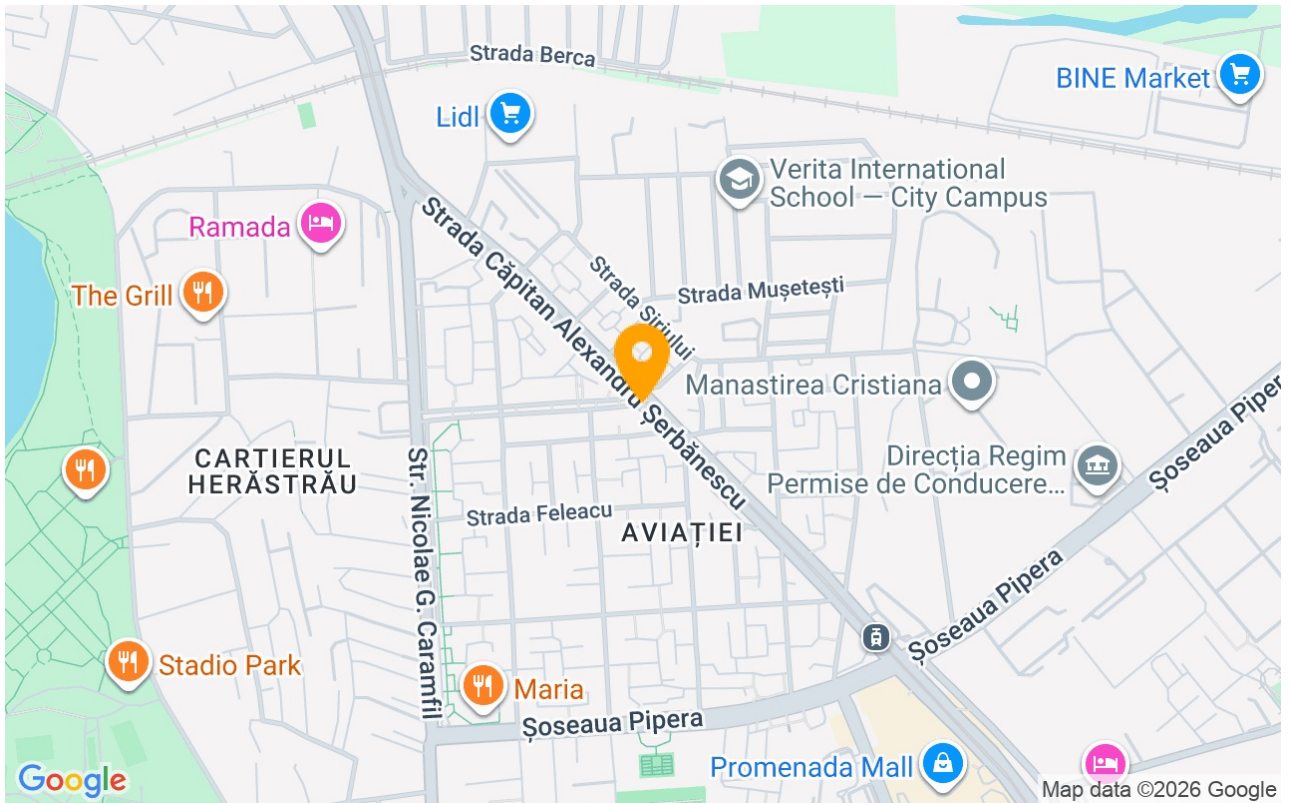 Strada Berca
BINE Market
Lidl
Verita International
School — City Campus
Ramada
Strada Căpitan Alexandru Șerbănescu
The Grill
Strada Siriului
Strada Mușetești
Manastirea Cristiana
CARTIERUL
HERĂSTRĂU
Str. Nicolae G. Caramfil
Direcția Regim
Permise de Conducere...
Șoseaua Piper
Strada Feleacu
AVIAȚIEI
Șoseaua Pipera
Stadio Park
Maria
Șoseaua Pipera
Promenada Mall
Google
Map data ©2026 Google